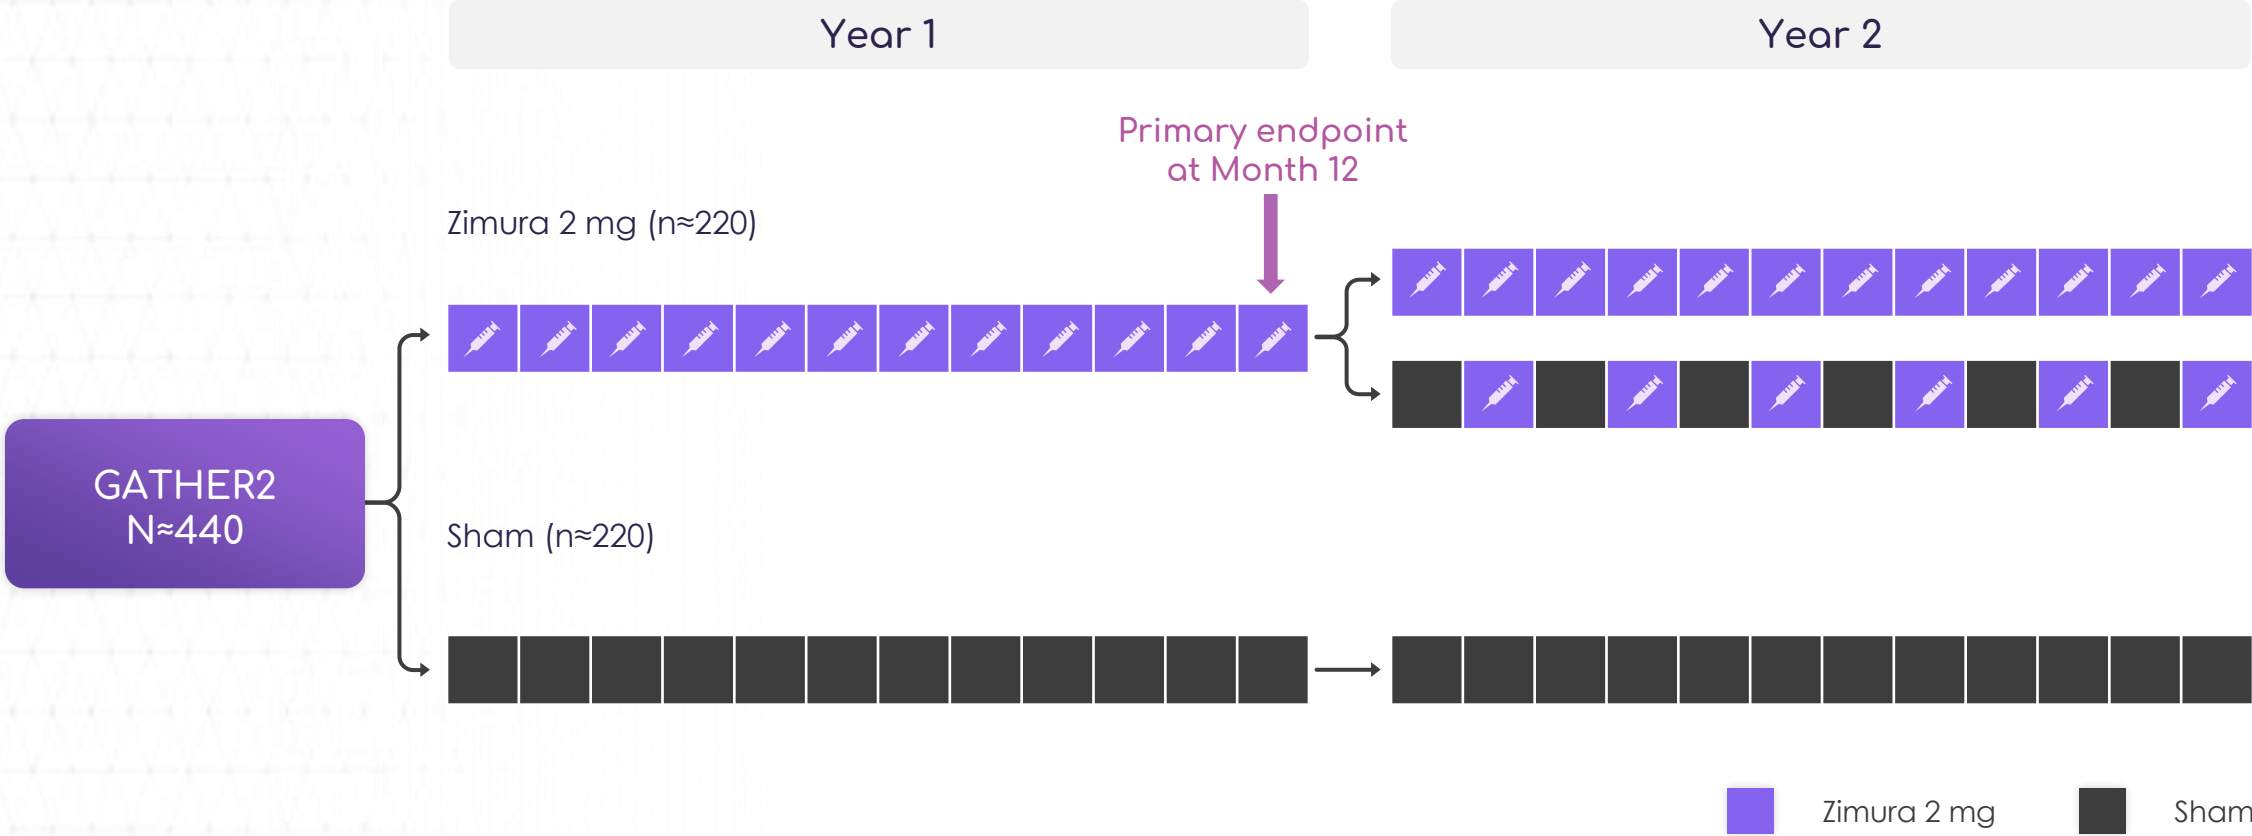 Year 1
Year 2
Primary endpoint
at Month 12
Zimura 2 mg (n≈220)
GATHER2
N≈440
Sham (n≈220)
Zimura 2 mg
Sham